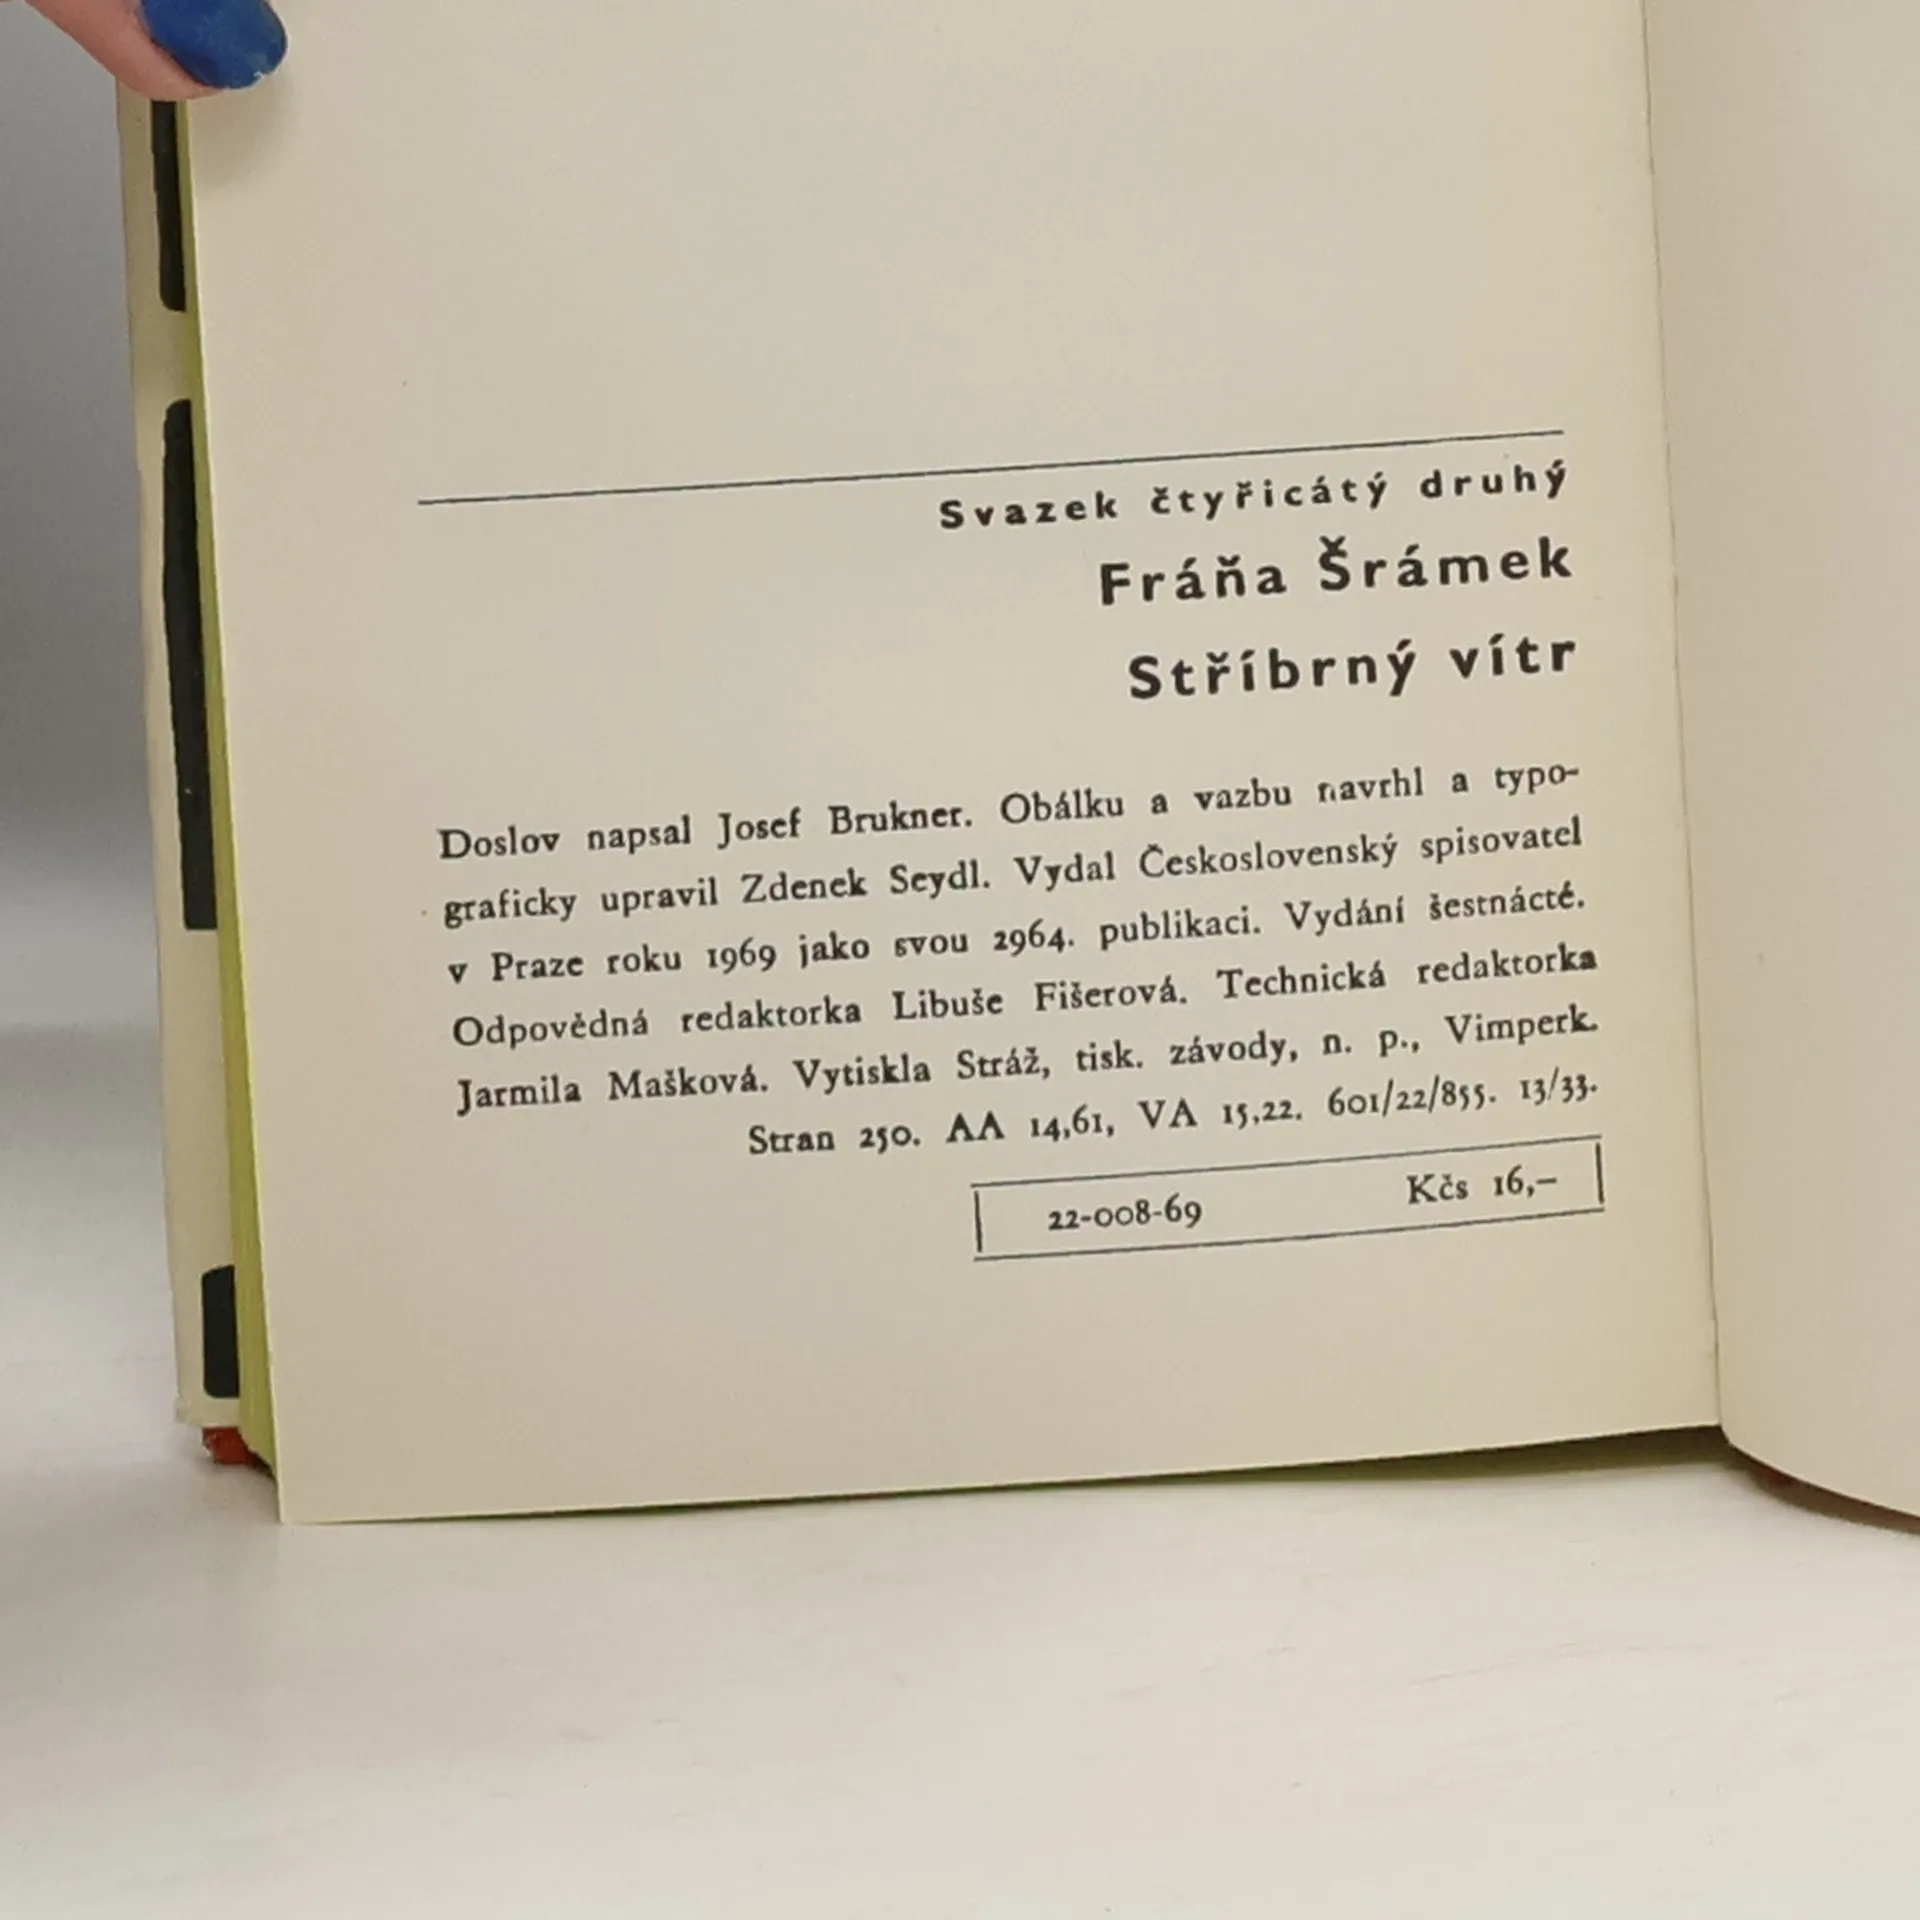 Svazek čtyřicátý druhý
Fráňa Šrámek
Stříbrný vítr
Doslov napsal Josef Brukner. Obálku a vazbu navrhl a typo-
graficky upravil Zdenek Seydl. Vydal Československý spisovatel
v Praze roku 1969 jako svou 2964. publikaci. Vydání šestnácté.
Odpovědná redaktorka Libuše Fišerová. Technická redaktorka
Jarmila Mašková. Vytiskla Stráž, tisk. závody, n. p., Vimperk.
Stran 250. AA 14,61, VA 15,22. 601/22/855. 13/33.
22-008-69 Kčs 16,–